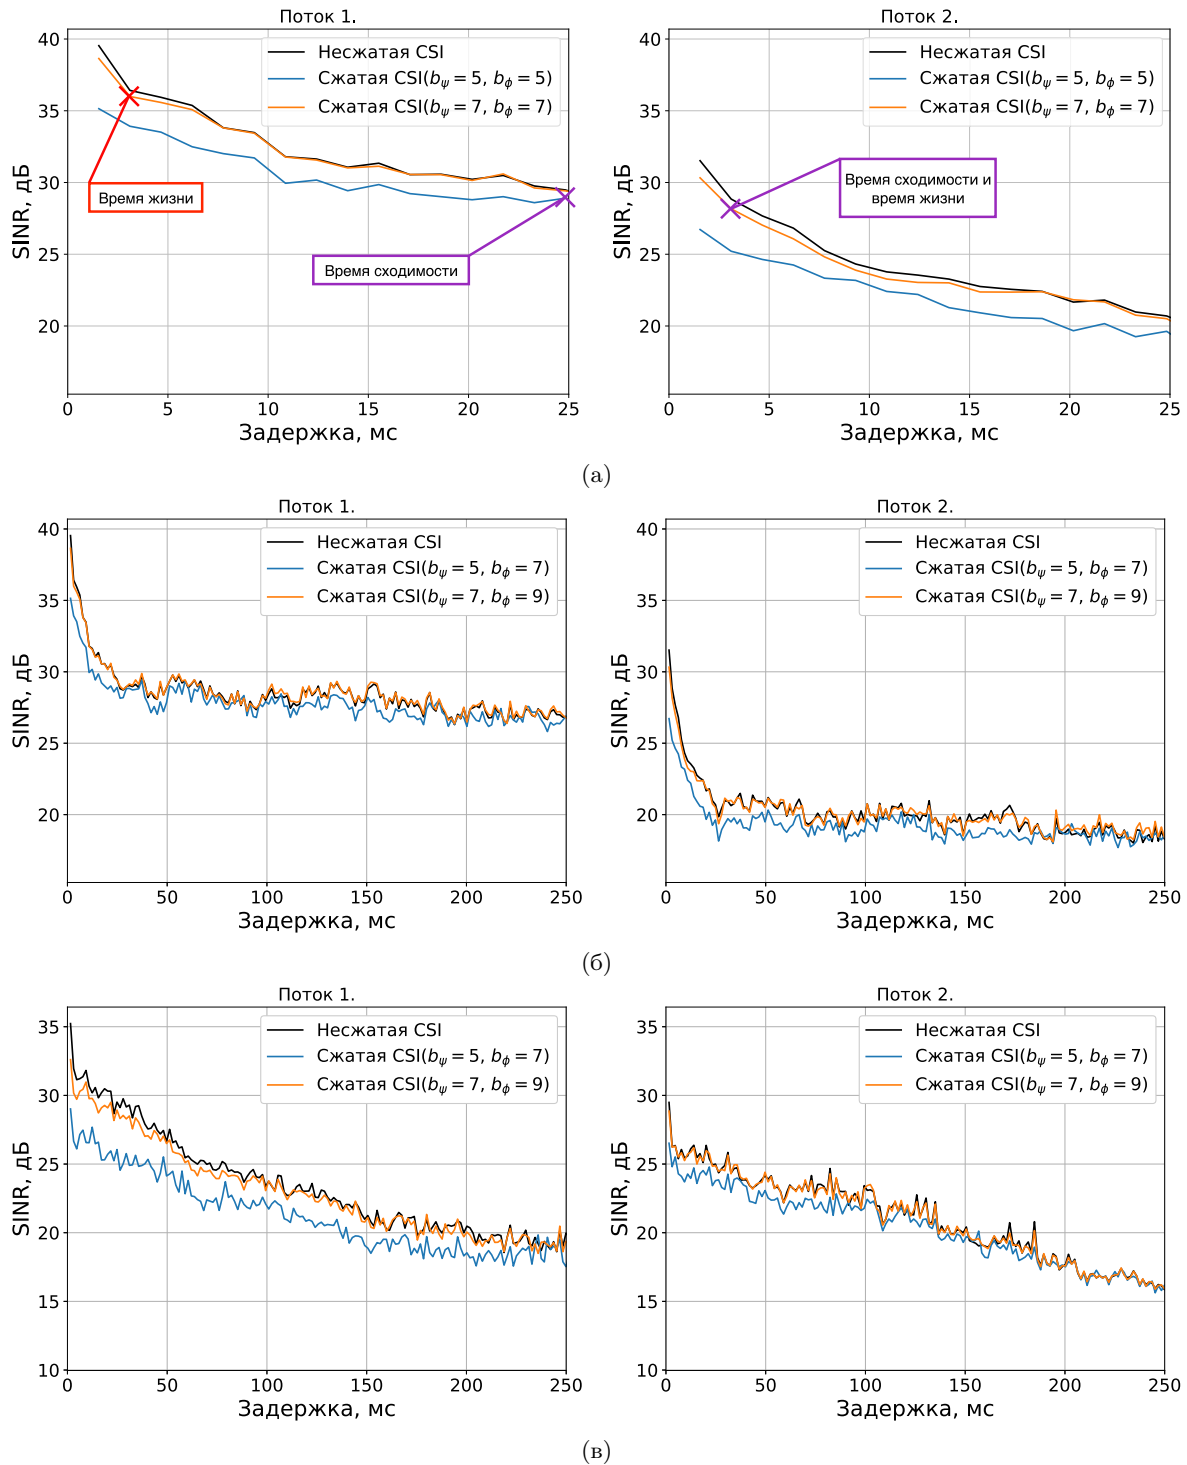 Поток 1.
Несжатая CSI
Сжатая CSI(bψ = 5, bϕ = 5)
Сжатая CSI(bψ = 7, bϕ = 7)
Время жизни
Время сходимости
SINR, дБ
40
35
30
25
20
0 5 10 15 20 25
Задержка, мс
Поток 2.
Несжатая CSI
Сжатая CSI(bψ = 5, bϕ = 5)
Сжатая CSI(bψ = 7, bϕ = 7)
Время сходимости и
время жизни
SINR, дБ
40
35
30
25
20
0 5 10 15 20 25
Задержка, мс
(а)
Поток 1.
Несжатая CSI
Сжатая CSI(bψ = 5, bϕ = 7)
Сжатая CSI(bψ = 7, bϕ = 9)
SINR, дБ
40
35
30
25
20
0 50 100 150 200 250
Задержка, мс
Поток 2.
Несжатая CSI
Сжатая CSI(bψ = 5, bϕ = 7)
Сжатая CSI(bψ = 7, bϕ = 9)
SINR, дБ
40
35
30
25
20
0 50 100 150 200 250
Задержка, мс
(б)
Поток 1.
Несжатая CSI
Сжатая CSI(bψ = 5, bϕ = 7)
Сжатая CSI(bψ = 7, bϕ = 9)
SINR, дБ
35
30
25
20
15
10
0 50 100 150 200 250
Задержка, мс
Поток 2.
Несжатая CSI
Сжатая CSI(bψ = 5, bϕ = 7)
Сжатая CSI(bψ = 7, bϕ = 9)
SINR, дБ
35
30
25
20
15
10
0 50 100 150 200 250
Задержка, мс
(в)